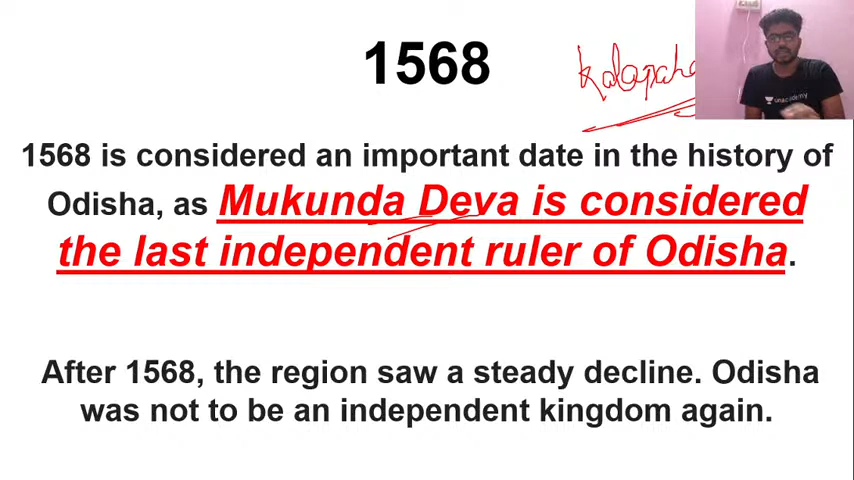 1568
1568 is considered an important date in the history of
Odisha, as Mukunda Deva is considered
the last independent ruler of Odisha.
After 1568, the region saw a steady decline. Odisha
was not to be an independent kingdom again.
unacademy